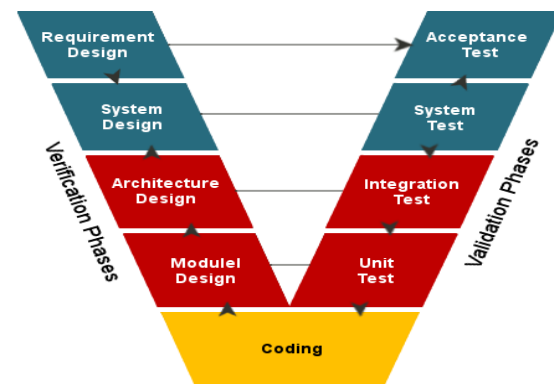 Requirement
Design
Acceptance
Test
System
Design
System
Test
Architecture
Design
Integration
Test
Modulel
Design
Unit
Test
Coding
Verification Phases
Validation Phases